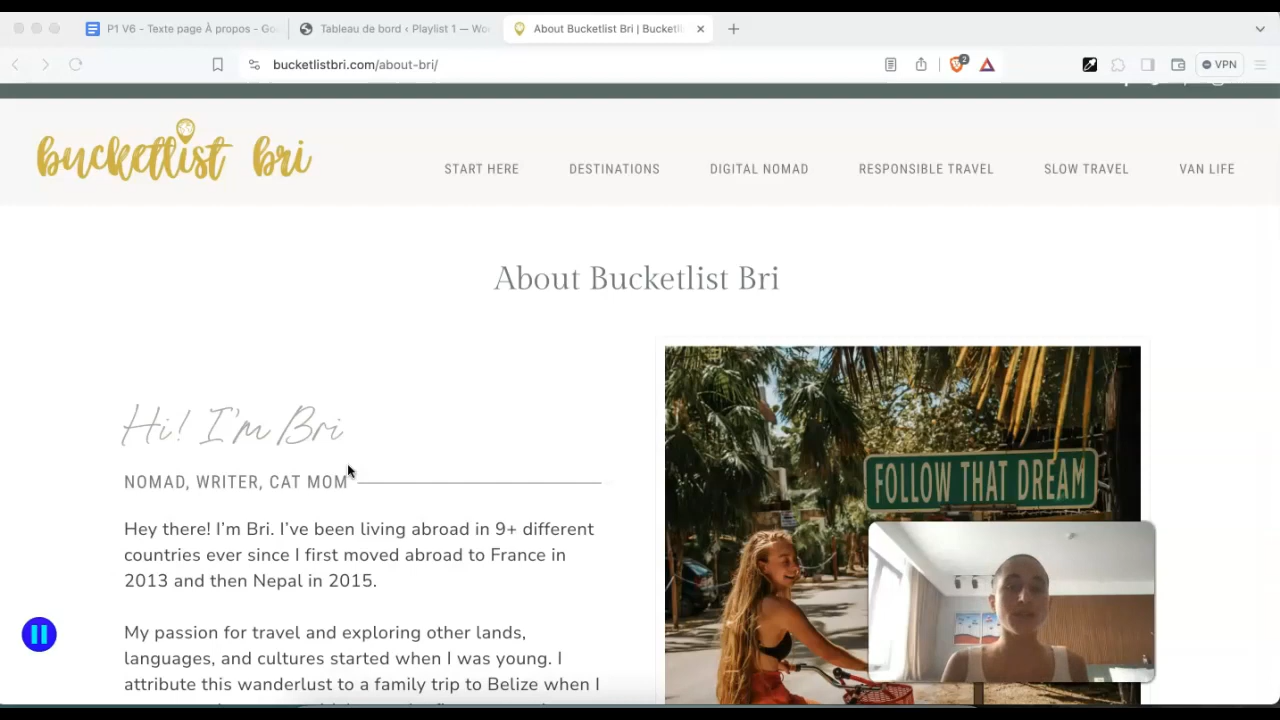 P1 V6 - Texte page À propos - Go
Tableau de bord ‹ Playlist 1 — Wo
About Bucketlist Bri | Bucketli
bucketlistbri.com/about-bri/
2
VPN
bucketlist bri
START HERE
DESTINATIONS
DIGITAL NOMAD
RESPONSIBLE TRAVEL
SLOW TRAVEL
VAN LIFE
About Bucketlist Bri
Hi! I'm Bri
NOMAD, WRITER, CAT MOM
Hey there! I'm Bri. I've been living abroad in 9+ different
countries ever since I first moved abroad to France in
2013 and then Nepal in 2015.
My passion for travel and exploring other lands,
languages, and cultures started when I was young. I
attribute this wanderlust to a family trip to Belize when I
FOLLOW THAT DREAM